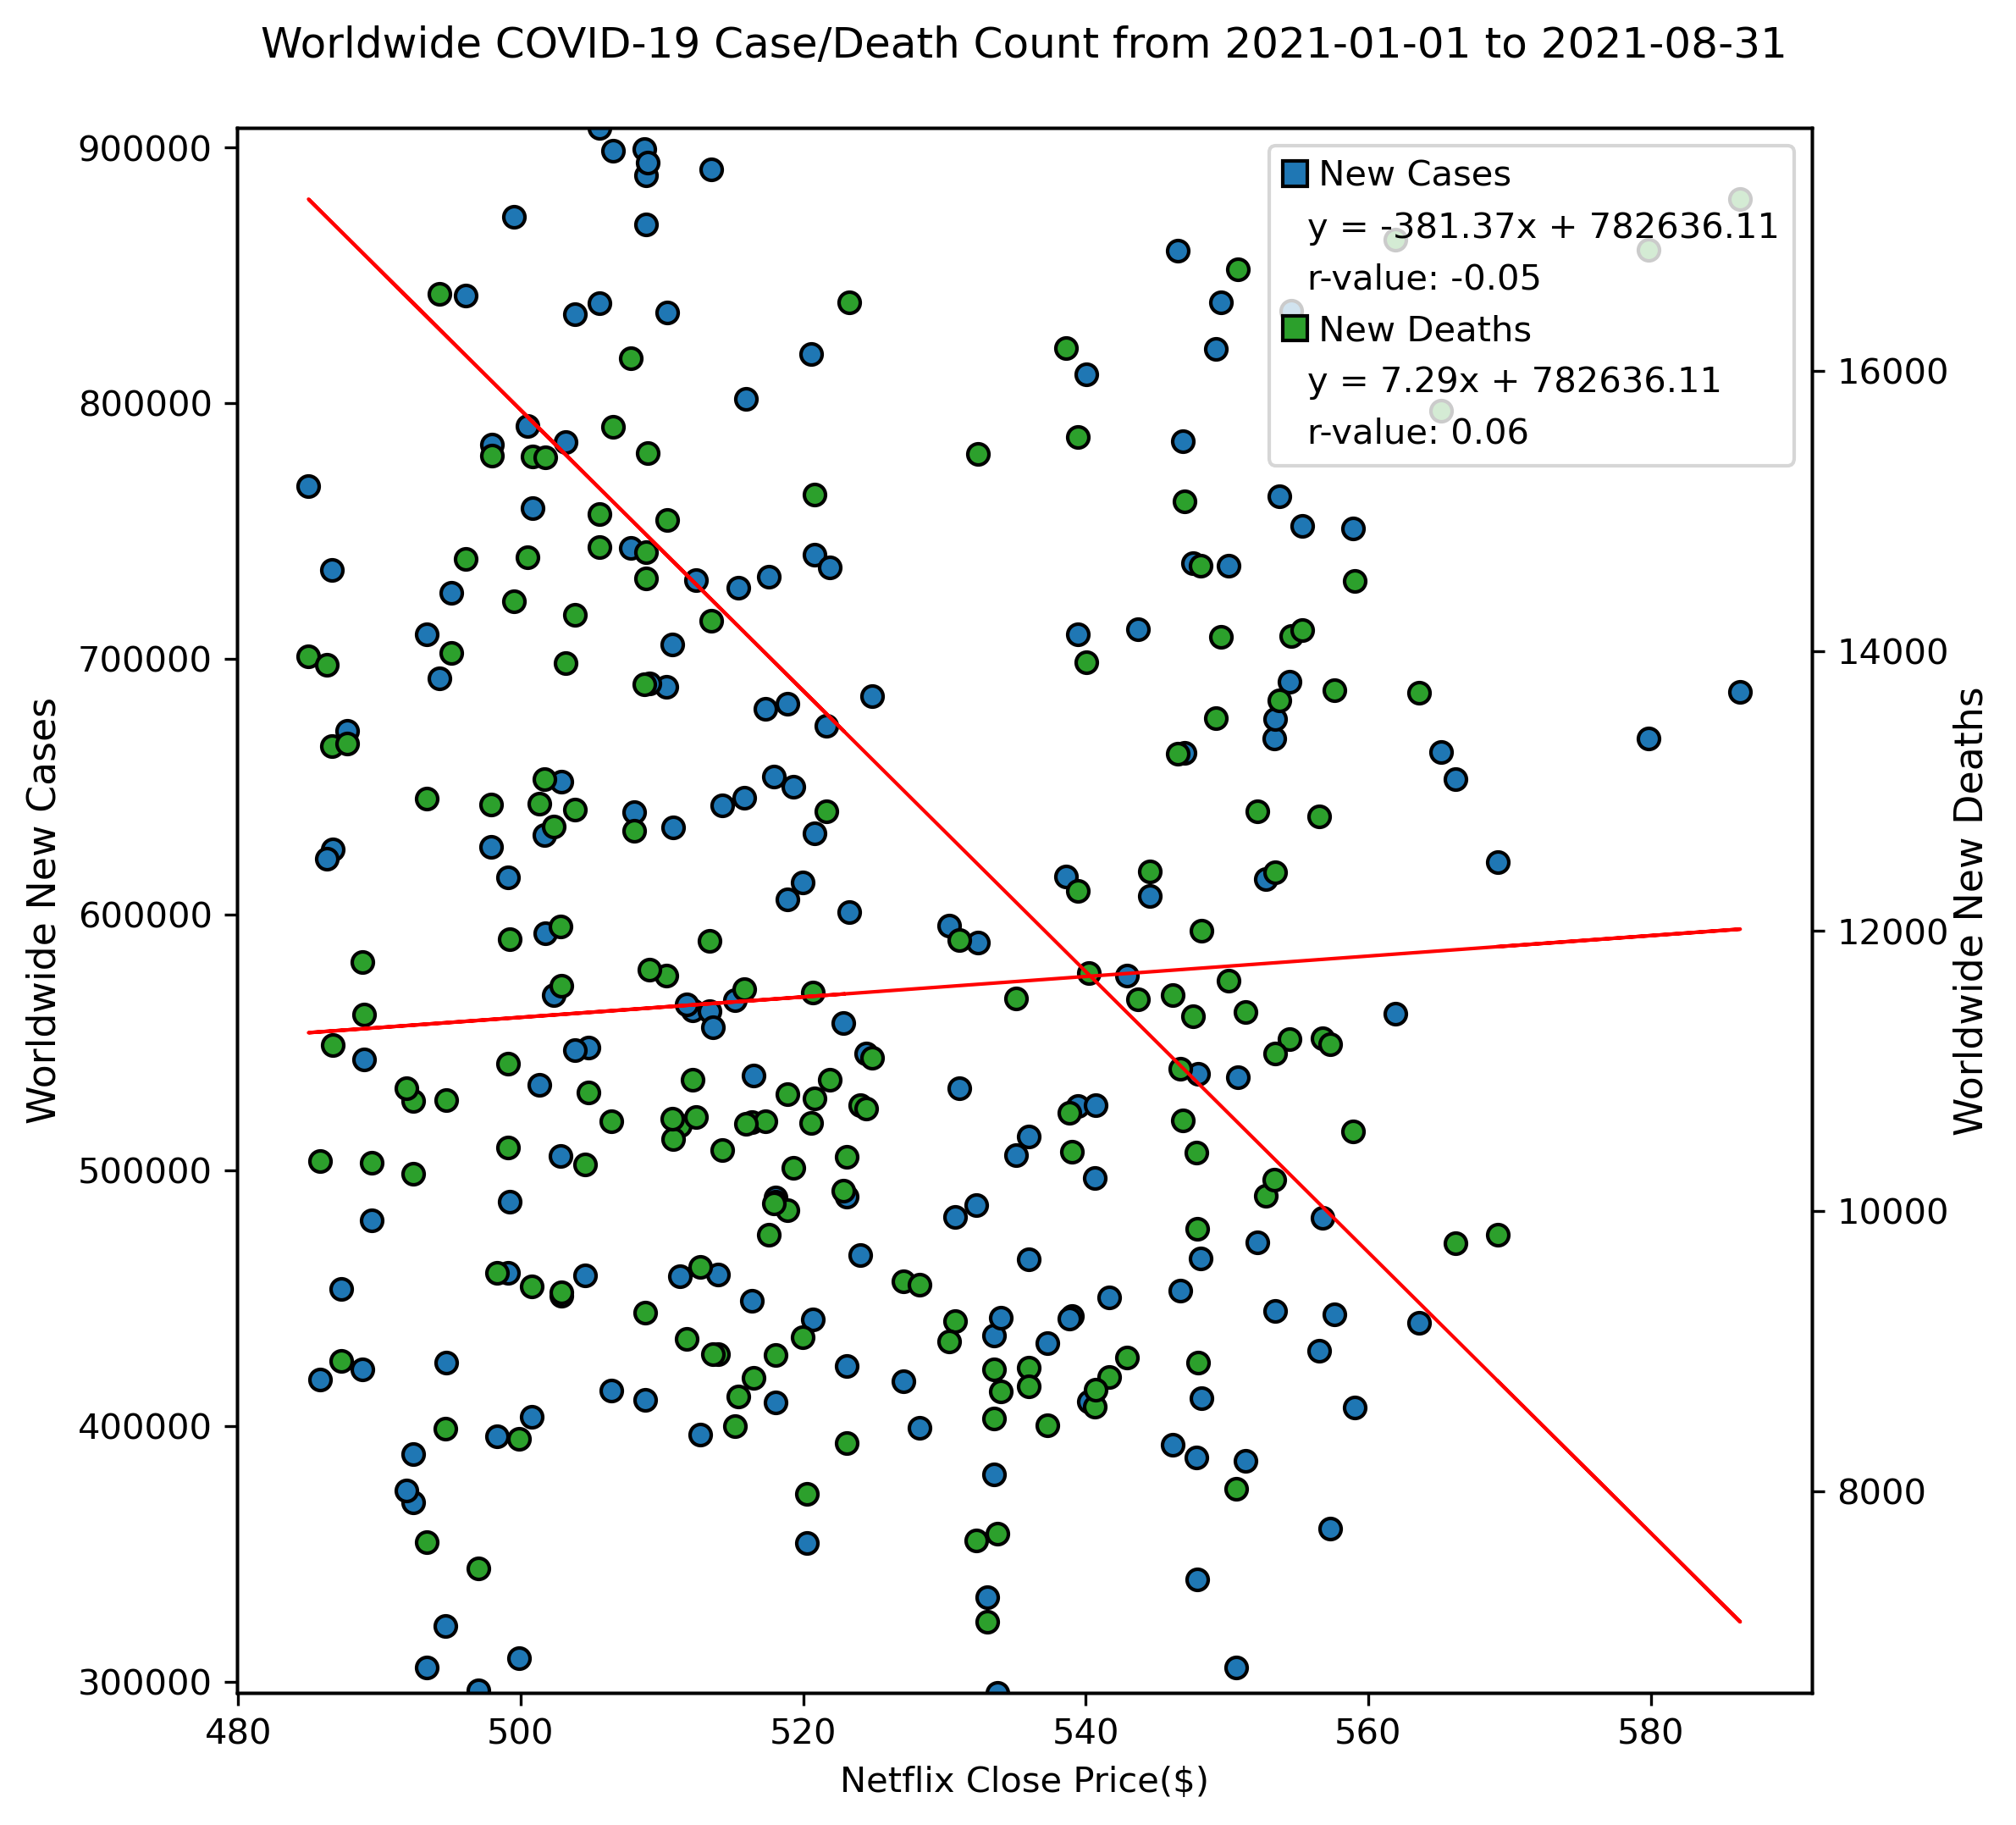 Worldwide COVID-19 Case/Death Count from 2021-01-01 to 2021-08-31
New Cases
y = -381.37x + 782636.11
r-value: -0.05
New Deaths
y = 7.29x + 782636.11
r-value: 0.06
Worldwide New Cases
900000
800000
700000
600000
500000
400000
300000
16000
14000
12000
10000
8000
Worldwide New Deaths
480 500 520 540 560 580
Netflix Close Price($)